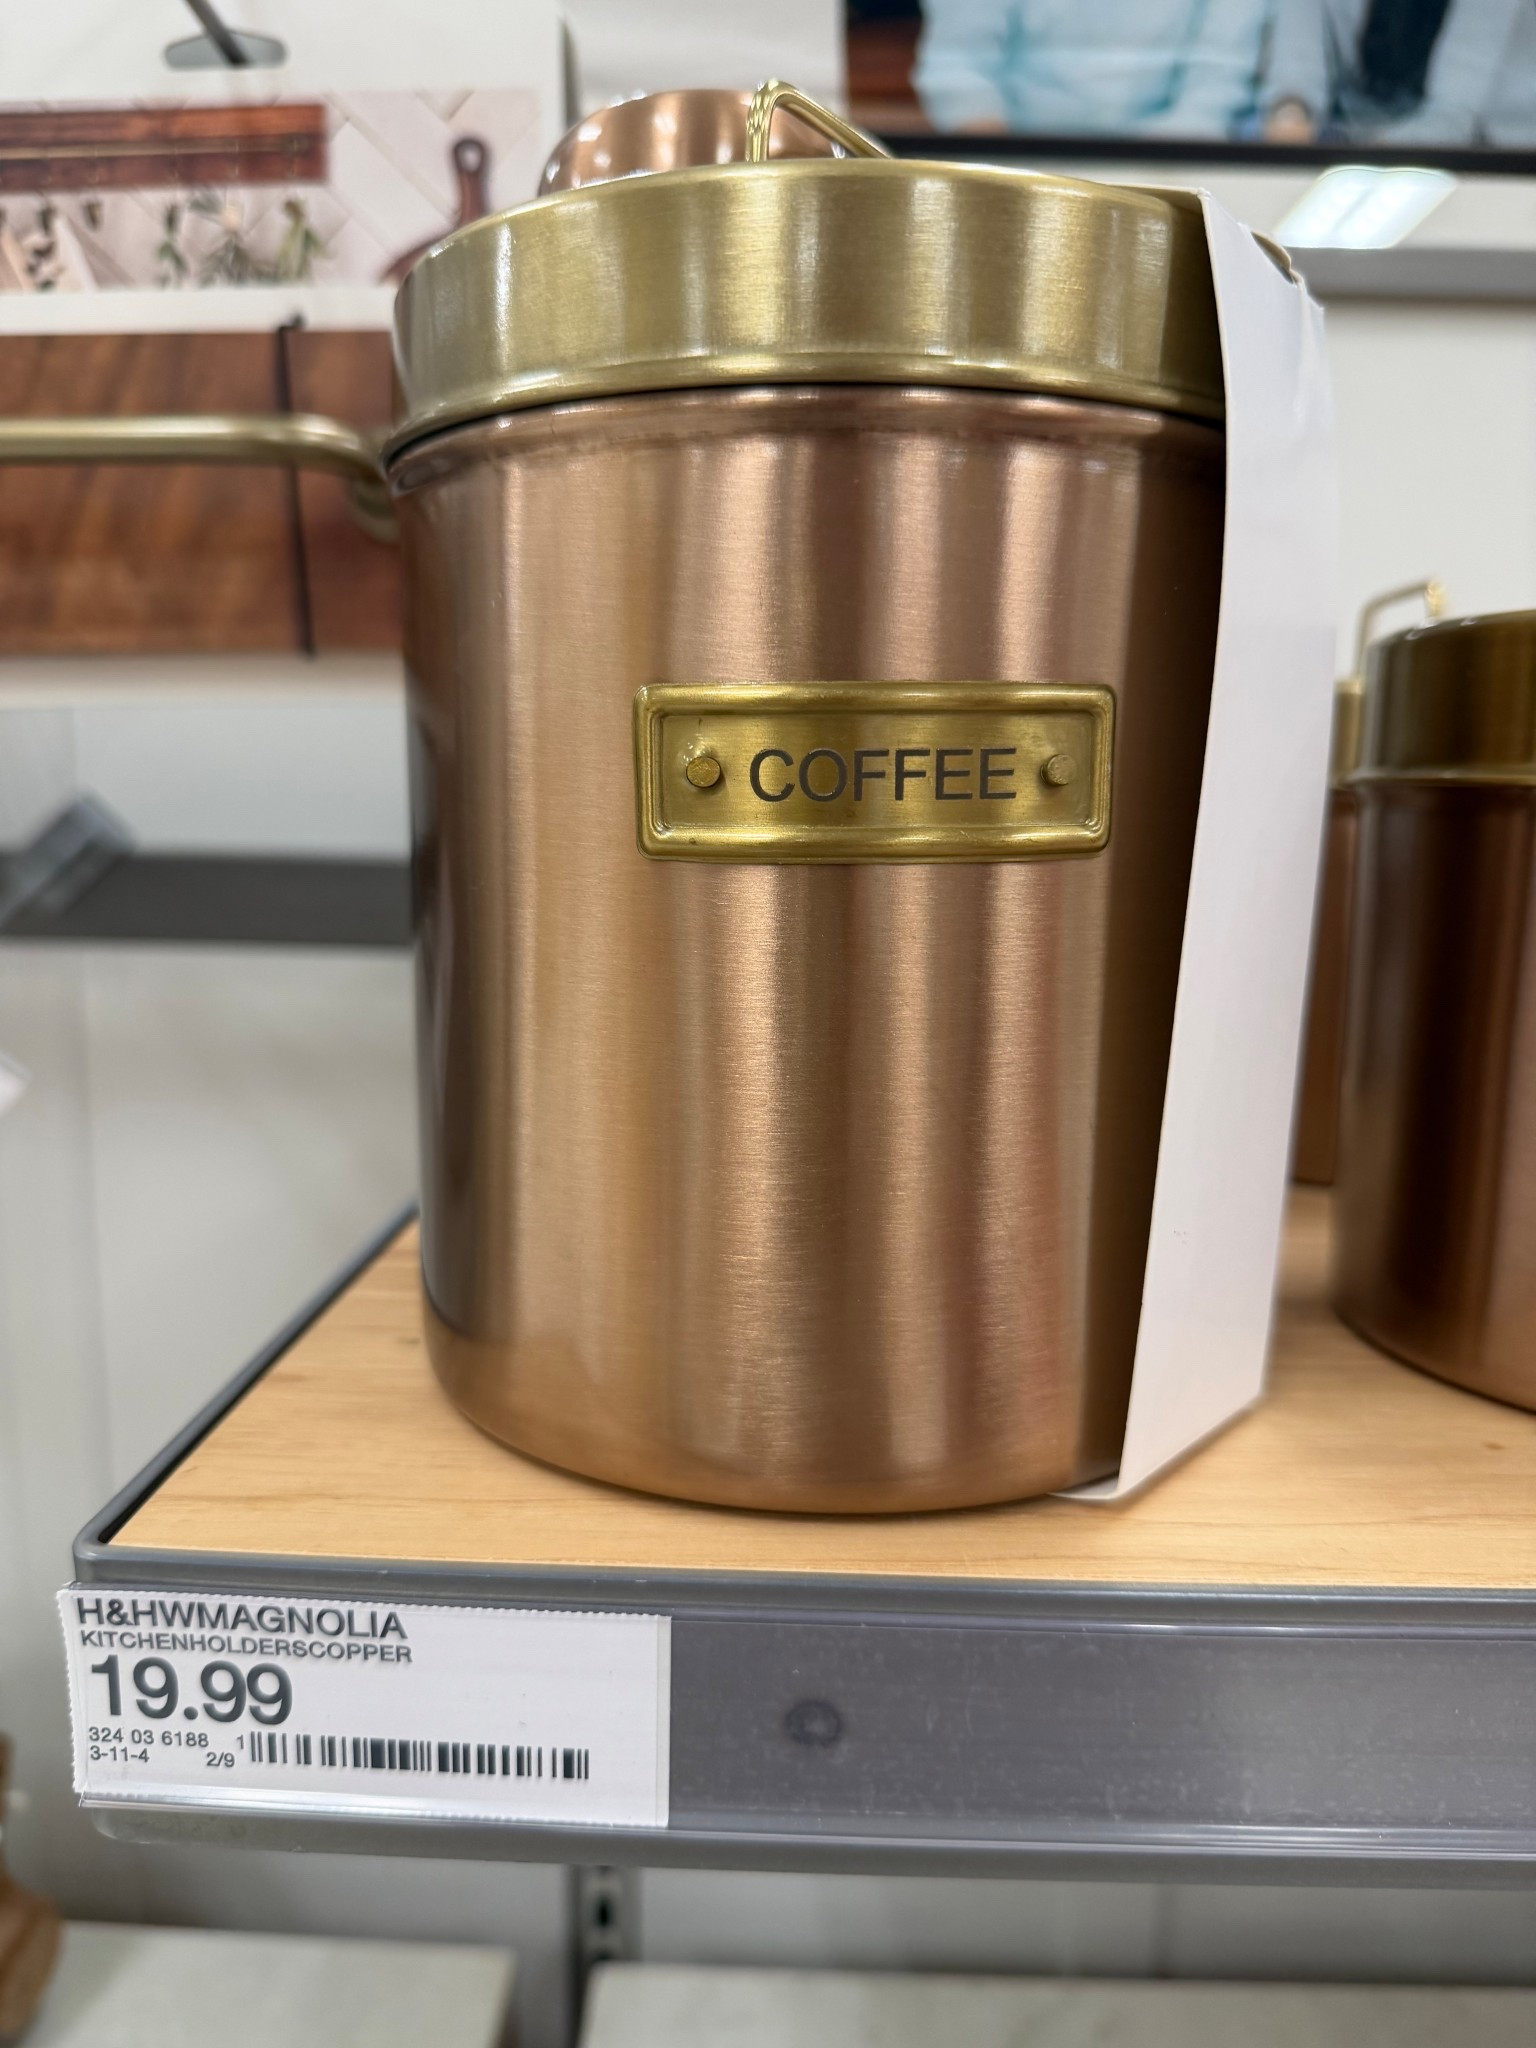 COFFEE
H&HWMAGNOLIA
KITCHENHOLDERSCOPPER
19.99
324 03 6188 1
3-11-4 2/9